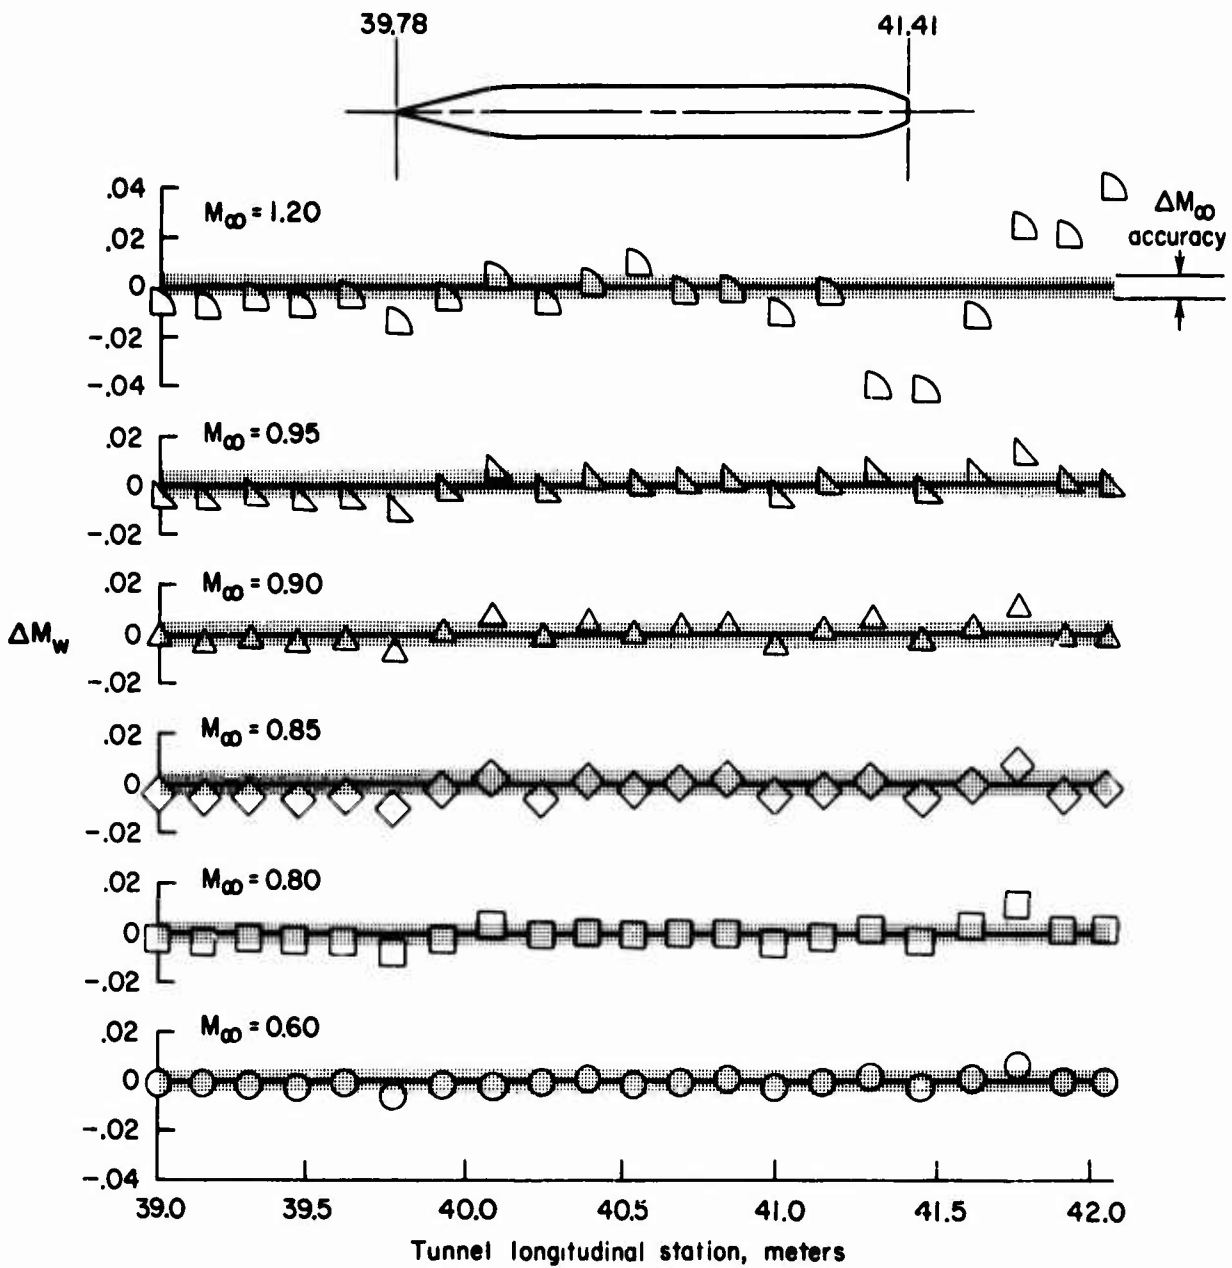 39.78 41.41
.04
M∞ = 1.20
ΔM∞
.02
accuracy
0
-.02
-.04
.02
M∞ = 0.95
0
-.02
.02
M∞ = 0.90
ΔMw
0
-.02
.02
M∞ = 0.85
0
-.02
.02
M∞ = 0.80
0
-.02
.02
M∞ = 0.60
0
-.02
-.04
39.0 39.5 40.0 40.5 41.0 41.5 42.0
Tunnel longitudinal station, meters